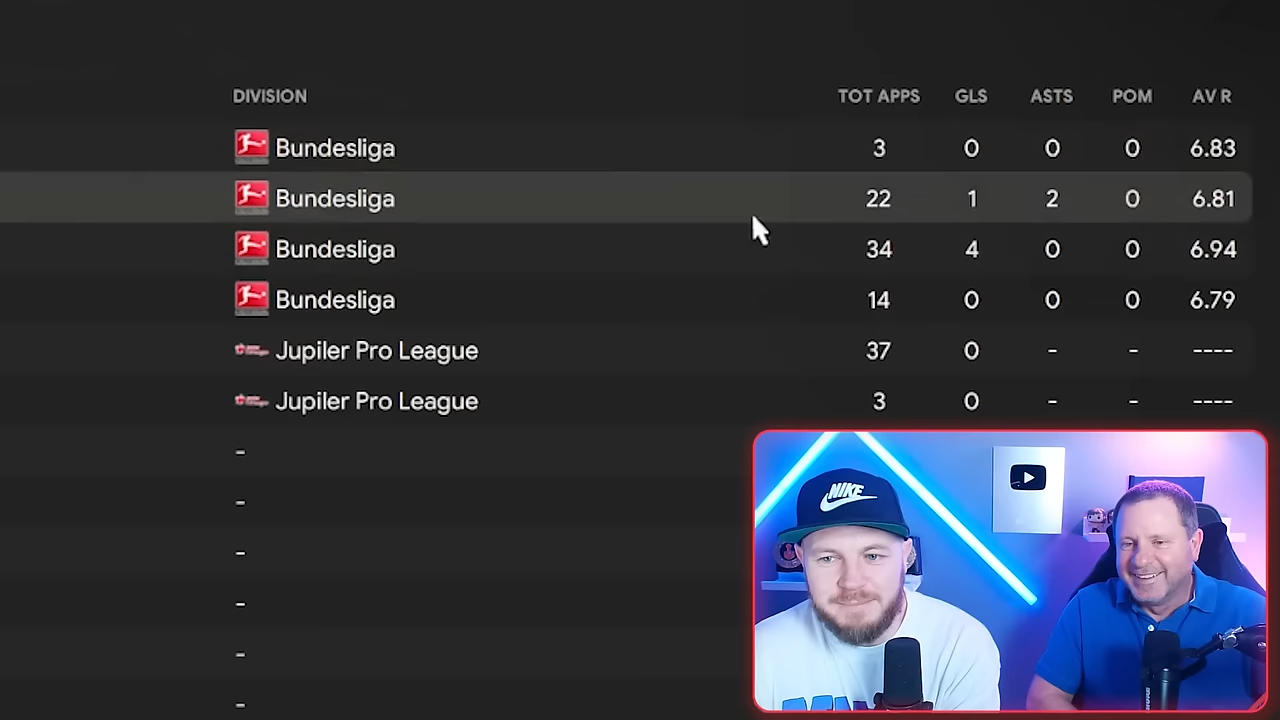 DIVISION TOT APPS GLS ASTS POM AV R
Bundesliga 3 0 0 0 6.83
Bundesliga 22 1 2 0 6.81
Bundesliga 34 4 0 0 6.94
Bundesliga 14 0 0 0 6.79
Jupiler Pro League 37 0 - - ----
Jupiler Pro League 3 0 - - ----
-
-
-
-
-
-
NIKE